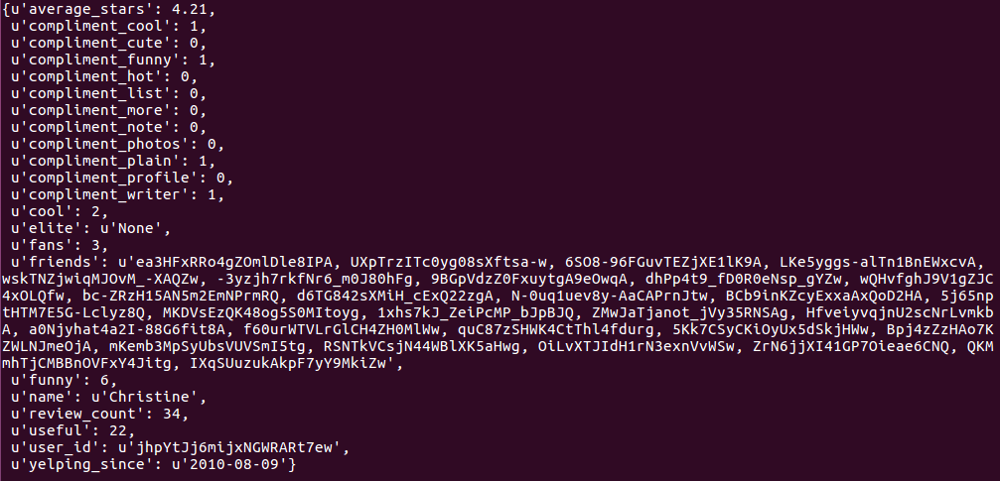 {u'average_stars': 4.21,
u'compliment_cool': 1,
u'compliment_cute': 0,
u'compliment_funny': 1,
u'compliment_hot': 0,
u'compliment_list': 0,
u'compliment_more': 0,
u'compliment_note': 0,
u'compliment_photos': 0,
u'compliment_plain': 1,
u'compliment_profile': 0,
u'compliment_writer': 1,
u'cool': 2,
u'elite': u'None',
u'fans': 3,
u'friends': u'ea3HFxRRo4gZOmlDle8IPA, UXpTrzITc0yg08sXftsa-w, 6SO8-96FGuvTEZjXE1lK9A, LKe5yggs-alTn1BnEWxcvA,
wskTNZjwiqMJOvM_-XAQZw, -3yzjh7rkfNr6_m0J80hFg, 9BGpVdzZ0FxuytgA9eOwqA, dhPp4t9_fD0R0eNsp_gYZw, wQHvfghJ9V1gZJC
4xOLQfw, bc-ZRzH15AN5m2EmNPrmRQ, d6TG842sXMiH_cExQ22zgA, N-0uq1uev8y-AaCAPrnJtw, BCb9inKZcyExxaAxQoD2HA, 5j65np
tHTM7E5G-Lclyz8Q, MKDVsEzQK48og5S0MItoyg, 1xhs7kJ_ZeiPcMP_bJpBJQ, ZMwJaTjanot_jVy35RNSAg, HfveiyvqjnU2scNrLvmkb
A, a0Njyhat4a2I-88G6fit8A, f60urWTVLrGlCH4ZH0MlWw, quC87zSHWK4CtThl4fdurg, 5Kk7CSyCKiOyUx5dSkjHWw, Bpj4zZzHAo7K
ZWLNJmeOjA, mKemb3MpSyUbsVUVSmI5tg, RSNTkVCsjN44WBlXK5aHwg, OiLvXTJIdH1rN3exnVvWSw, ZrN6jjXI41GP7Oieae6CNQ, QKM
mhTjCMBBnOVFxY4Jitg, IXqSUuzukAkpF7yY9MkiZw',
u'funny': 6,
u'name': u'Christine',
u'review_count': 34,
u'useful': 22,
u'user_id': u'jhpYtJj6mijxNGWRARt7ew',
u'yelping_since': u'2010-08-09'}